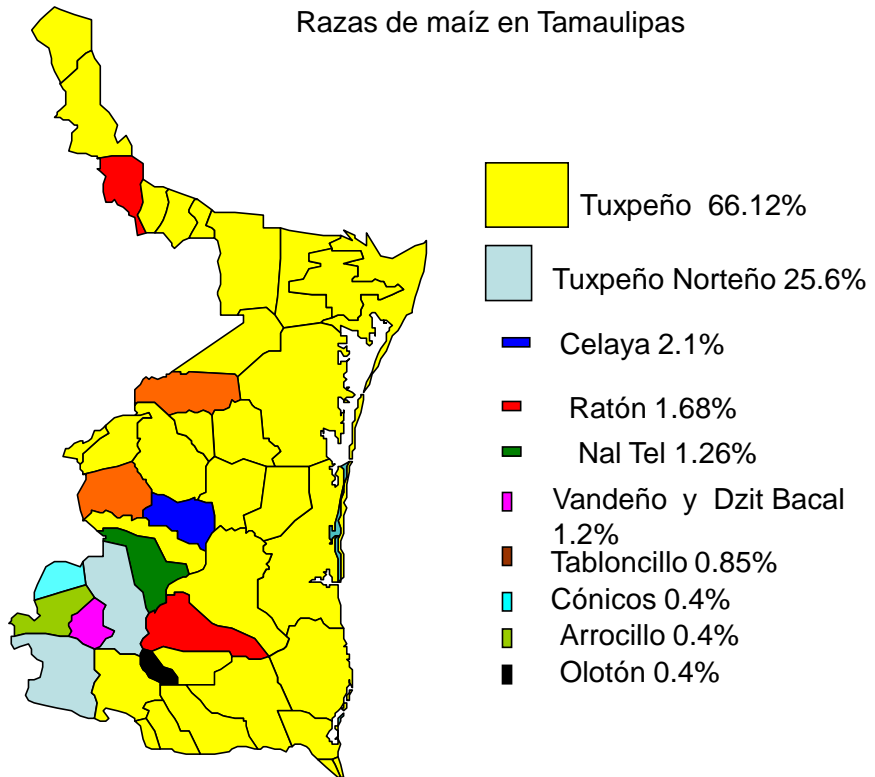 Razas de maíz en Tamaulipas
Tuxpeño 66.12%
Tuxpeño Norteño 25.6%
Celaya 2.1%
Ratón 1.68%
Nal Tel 1.26%
Vandeño y Dzit Bacal
1.2%
Tabloncillo 0.85%
Cónicos 0.4%
Arrocillo 0.4%
Olotón 0.4%